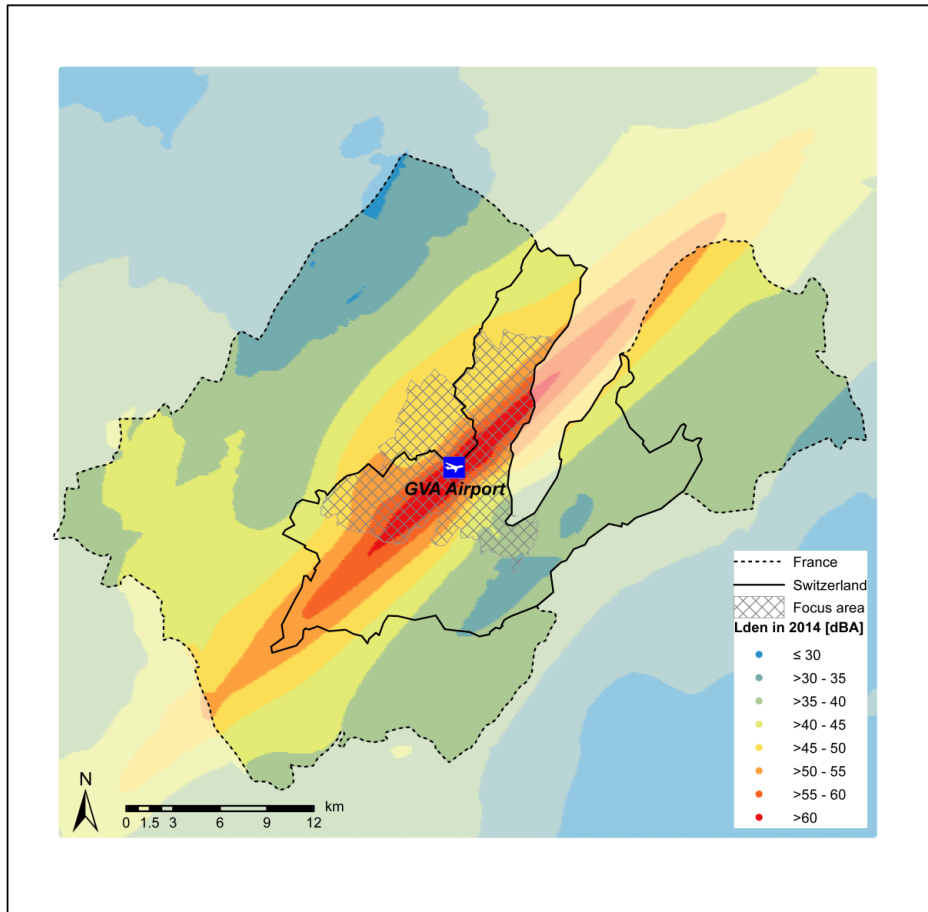 GVA Airport
France
Switzerland
Focus area
Lden in 2014 [dBA]
≤ 30
>30 - 35
>35 - 40
>40 - 45
>45 - 50
>50 - 55
>55 - 60
>60
N
km
0 1.5 3 6 9 12